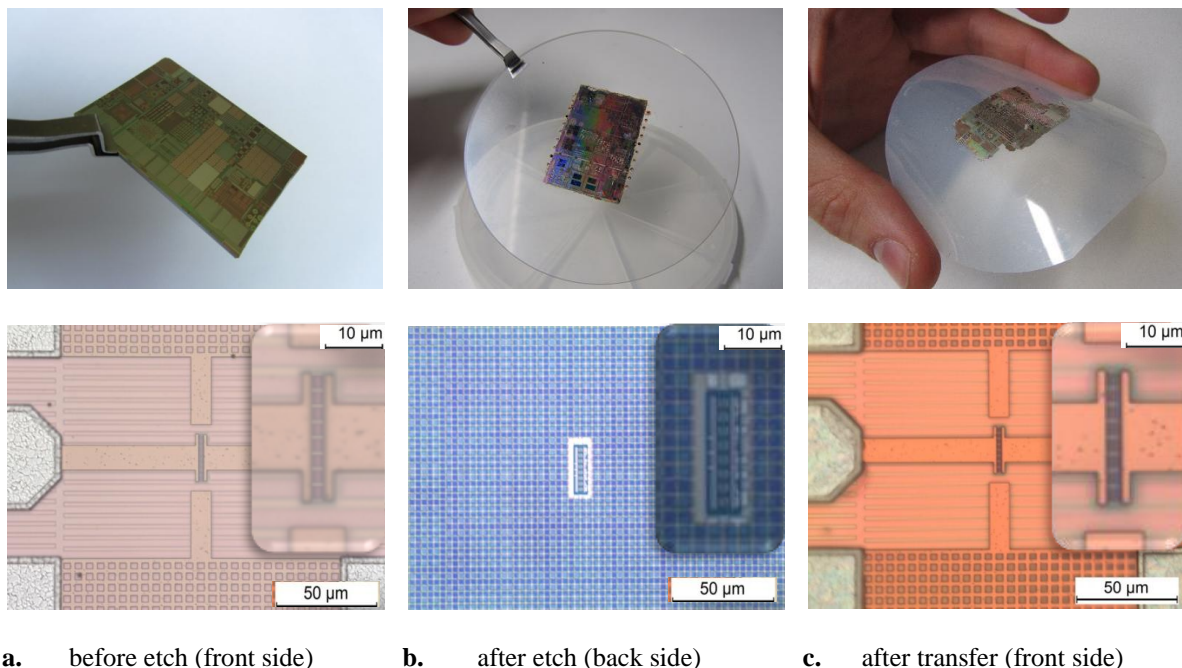 10 µm
10 µm
10 µm
50 µm
50 µm
50 µm
a. before etch (front side)
b. after etch (back side)
c. after transfer (front side)